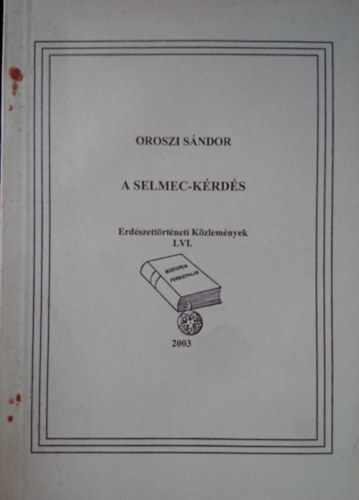 OROSZI SÁNDOR
A SELMEC-KÉRDÉS
Erdészettörténeti Közlemények
LVI.
HISTORIA
FORESTALIS
2003